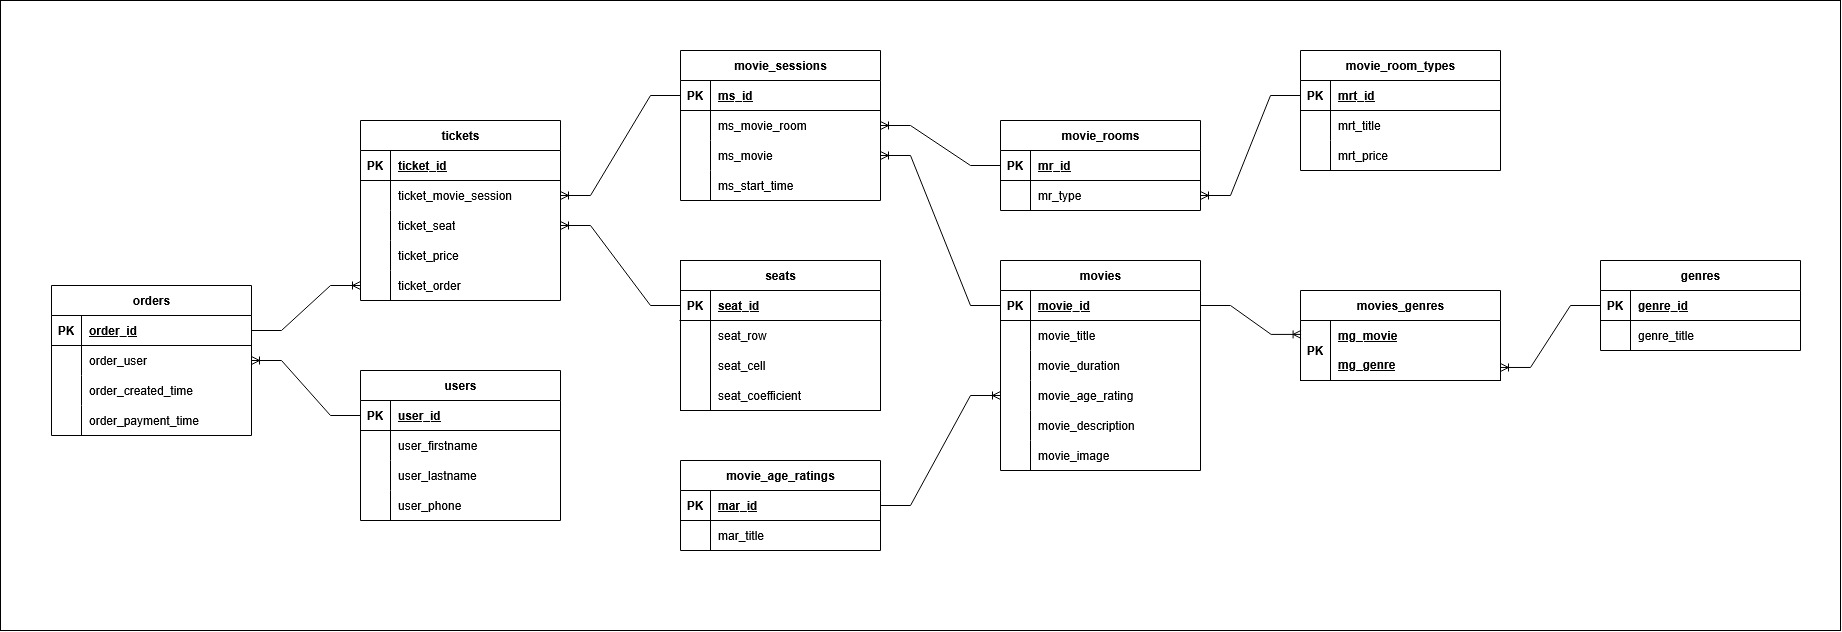 orders
PK order_id
order_user
order_created_time
order_payment_time
tickets
PK ticket_id
ticket_movie_session
ticket_seat
ticket_price
ticket_order
users
PK user_id
user_firstname
user_lastname
user_phone
movie_sessions
PK ms_id
ms_movie_room
ms_movie
ms_start_time
seats
PK seat_id
seat_row
seat_cell
seat_coefficient
movie_age_ratings
PK mar_id
mar_title
movie_rooms
PK mr_id
mr_type
movies
PK movie_id
movie_title
movie_duration
movie_age_rating
movie_description
movie_image
movie_room_types
PK mrt_id
mrt_title
mrt_price
movies_genres
mg_movie
PK
mg_genre
genres
PK genre_id
genre_title